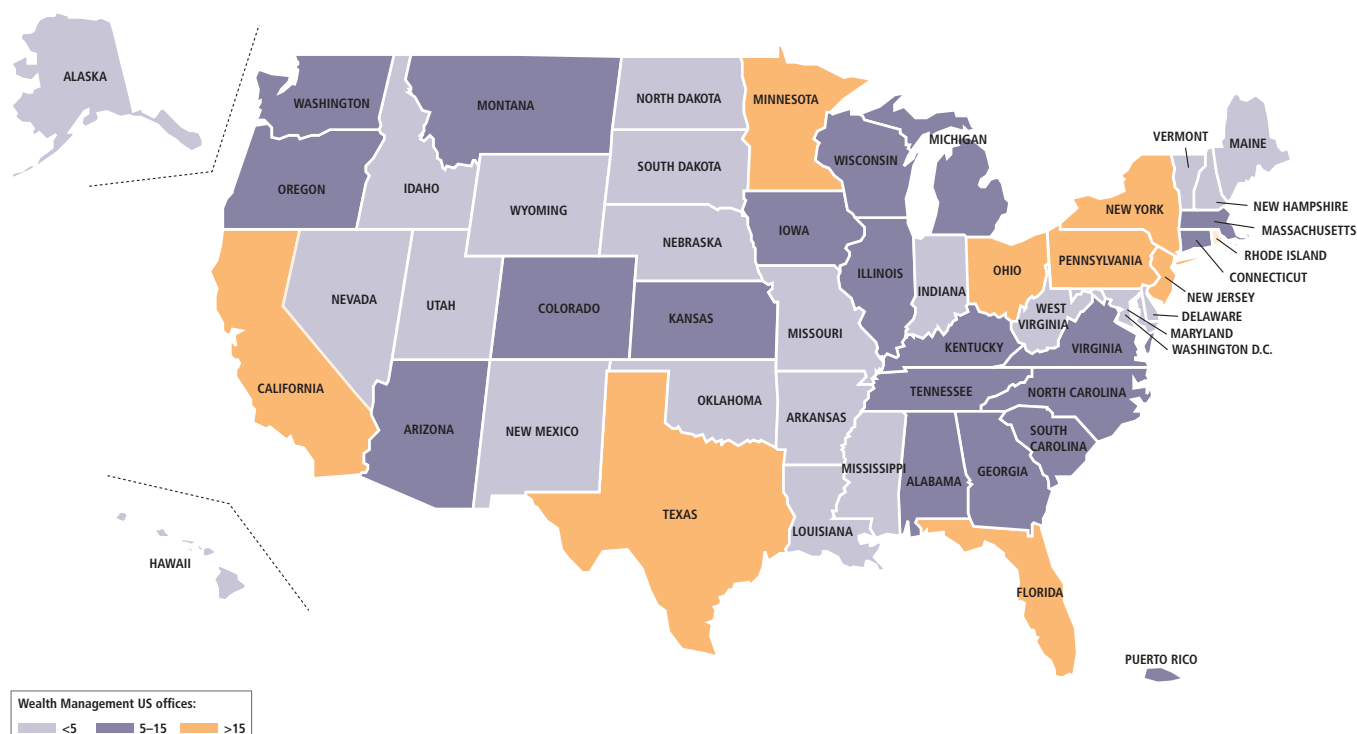 ALASKA
WASHINGTON
MONTANA
NORTH DAKOTA
MINNESOTA
VERMONT
MAINE
MICHIGAN
WISCONSIN
SOUTH DAKOTA
OREGON
IDAHO
WYOMING
NEW YORK
NEW HAMPSHIRE
MASSACHUSETTS
IOWA
NEBRASKA
RHODE ISLAND
PENNSYLVANIA
CONNECTICUT
ILLINOIS
OHIO
INDIANA
NEVADA
UTAH
NEW JERSEY
COLORADO
KANSAS
MISSOURI
WEST
VIRGINIA
DELAWARE
MARYLAND
WASHINGTON D.C.
KENTUCKY
VIRGINIA
CALIFORNIA
TENNESSEE
NORTH CAROLINA
OKLAHOMA
ARKANSAS
ARIZONA
NEW MEXICO
SOUTH
CAROLINA
MISSISSIPPI
GEORGIA
ALABAMA
TEXAS
LOUISIANA
HAWAII
FLORIDA
PUERTO RICO
Wealth Management US offices:
<5 5–15 >15